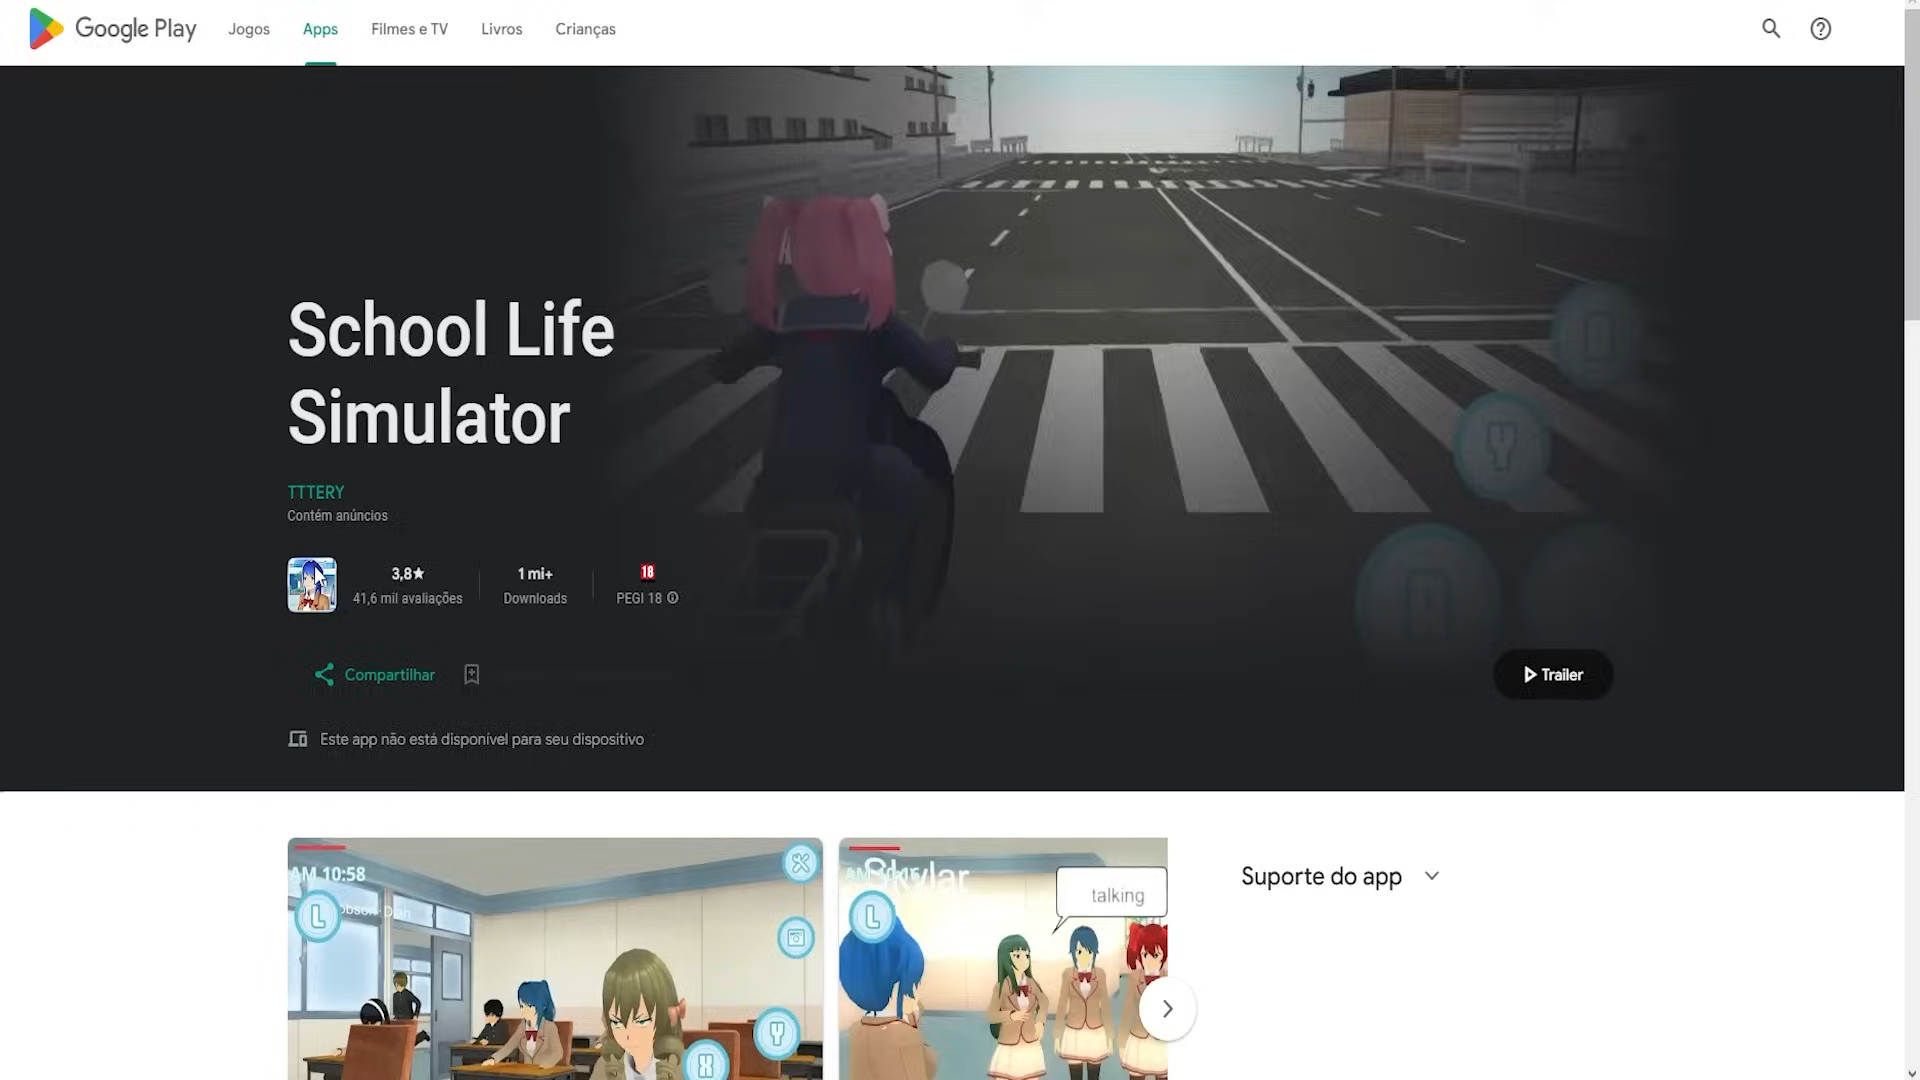 Google Play
Jogos
Apps
Filmes e TV
Livros
Crianças
School Life
Simulator
TTTERY
Contém anúncios
3,8★
41,6 mil avaliações
1 mi+
Downloads
18
PEGI 18
Compartilhar
Trailer
Este app não está disponível para seu dispositivo
AM 10:58
L
Y
X
Skylar
L
talking
Suporte do app
Y